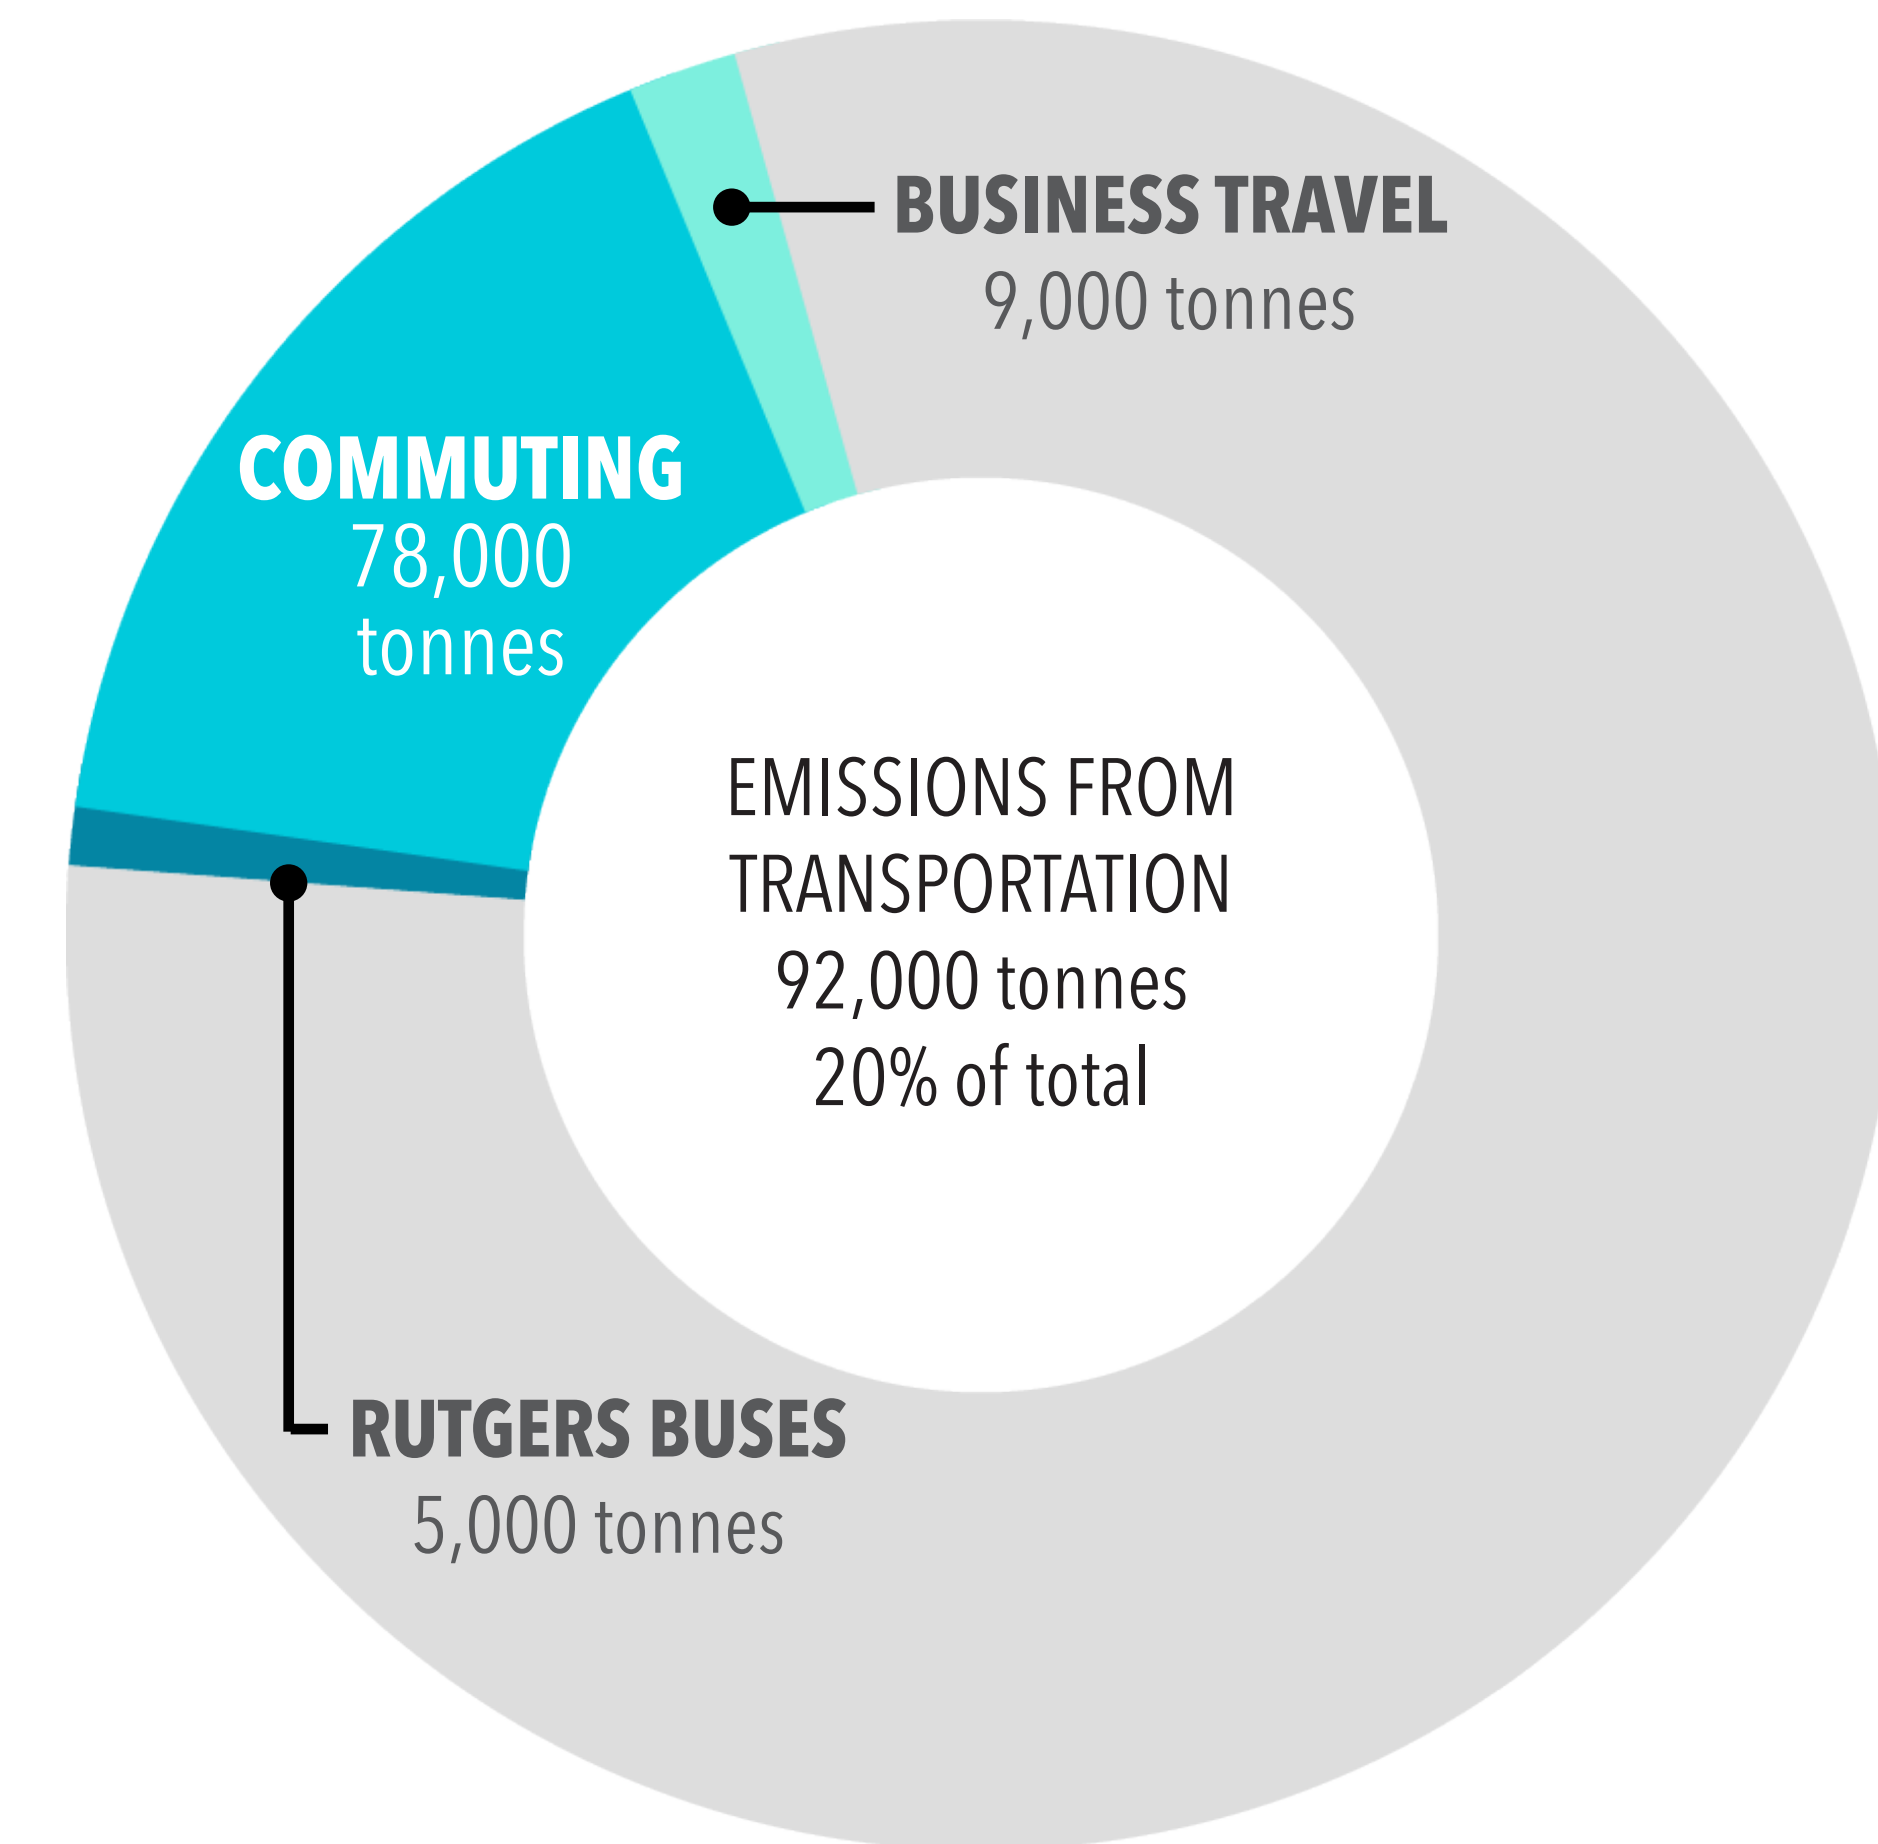 BUSINESS TRAVEL
9,000 tonnes
COMMUTING
78,000
tonnes
EMISSIONS FROM
TRANSPORTATION
92,000 tonnes
20% of total
RUTGERS BUSES
5,000 tonnes